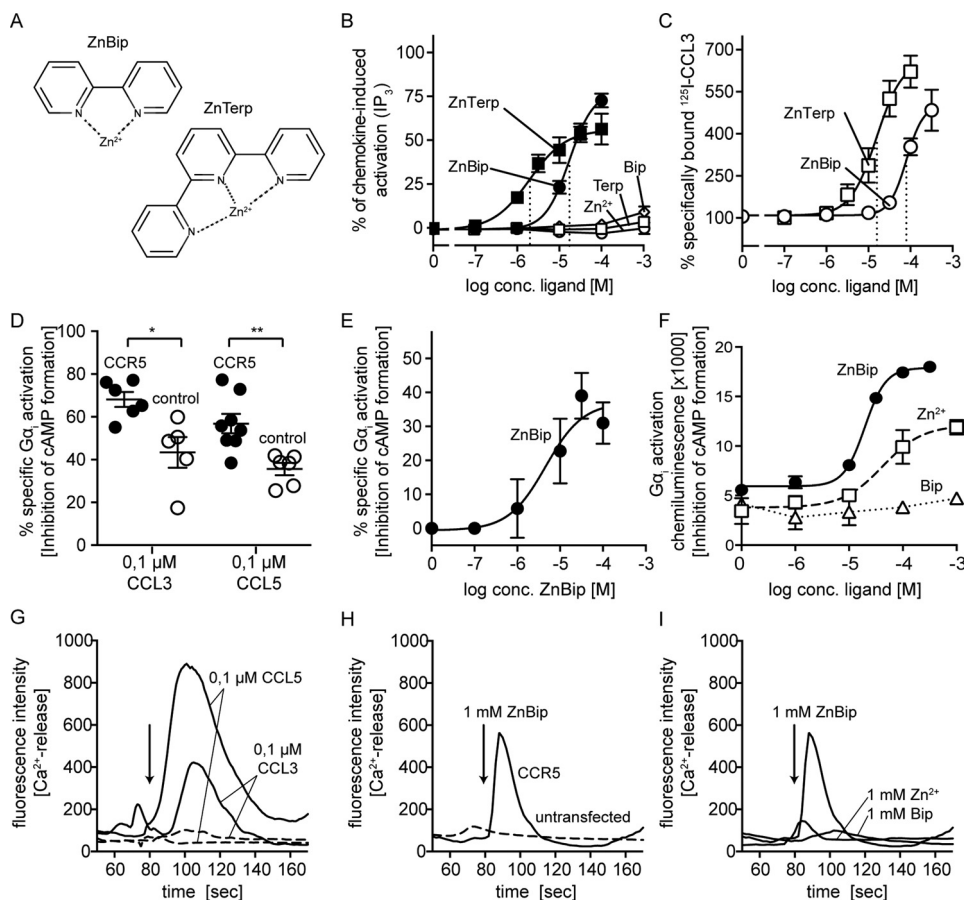 A
ZnBip
N
N
Zn²⁺
ZnTerp
N
N
N
Zn²⁺
B
% of chemokine-induced
activation (IP₃)
100
75
50
25
0
ZnTerp
ZnBip
Bip
Terp
Zn²⁺
0 -7 -6 -5 -4 -3
log conc. ligand [M]
C
% specifically bound ¹²⁵I-CCL3
700
500
300
100
ZnTerp
ZnBip
0 -7 -6 -5 -4 -3
log conc. ligand [M]
D
% specific Gαi activation
[Inhibition of cAMP formation]
100
80
60
40
20
0
* **
CCR5 CCR5
control
control
0,1 µM
CCL3
0,1 µM
CCL5
E
% specific Gαi activation
[Inhibition of cAMP formation]
50
40
30
20
10
0
ZnBip
0 -7 -6 -5 -4 -3
log conc. ZnBip [M]
F
Gαi activation
chemiluminescence [x1000]
[Inhibition of cAMP formation]
20
15
10
5
0
ZnBip
Zn²⁺
Bip
0 -6 -5 -4 -3
log conc. ligand [M]
G
fluorescence intensity
[Ca²⁺-release]
1000
800
600
400
200
0
0,1 µM CCL5
0,1 µM
CCL3
60 80 100 120 140 160
time [sec]
H
fluorescence intensity
[Ca²⁺-release]
1000
800
600
400
200
0
1 mM ZnBip
CCR5
untransfected
60 80 100 120 140 160
time [sec]
I
fluorescence intensity
[Ca²⁺-release]
1000
800
600
400
200
0
1 mM ZnBip
1 mM Zn²⁺
1 mM Bip
60 80 100 120 140 160
time [sec]